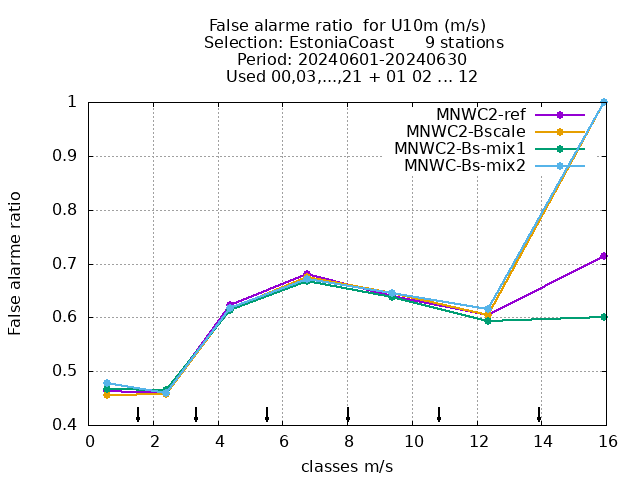 False alarme ratio  for U10m (m/s)
Selection: EstoniaCoast      9 stations
Period: 20240601-20240630
Used 00,03,...,21 + 01 02 ... 12
MNWC2-ref
MNWC2-Bscale
MNWC2-Bs-mix1
MNWC-Bs-mix2
False alarme ratio
1
0.9
0.8
0.7
0.6
0.5
0.4
0 2 4 6 8 10 12 14 16
classes m/s